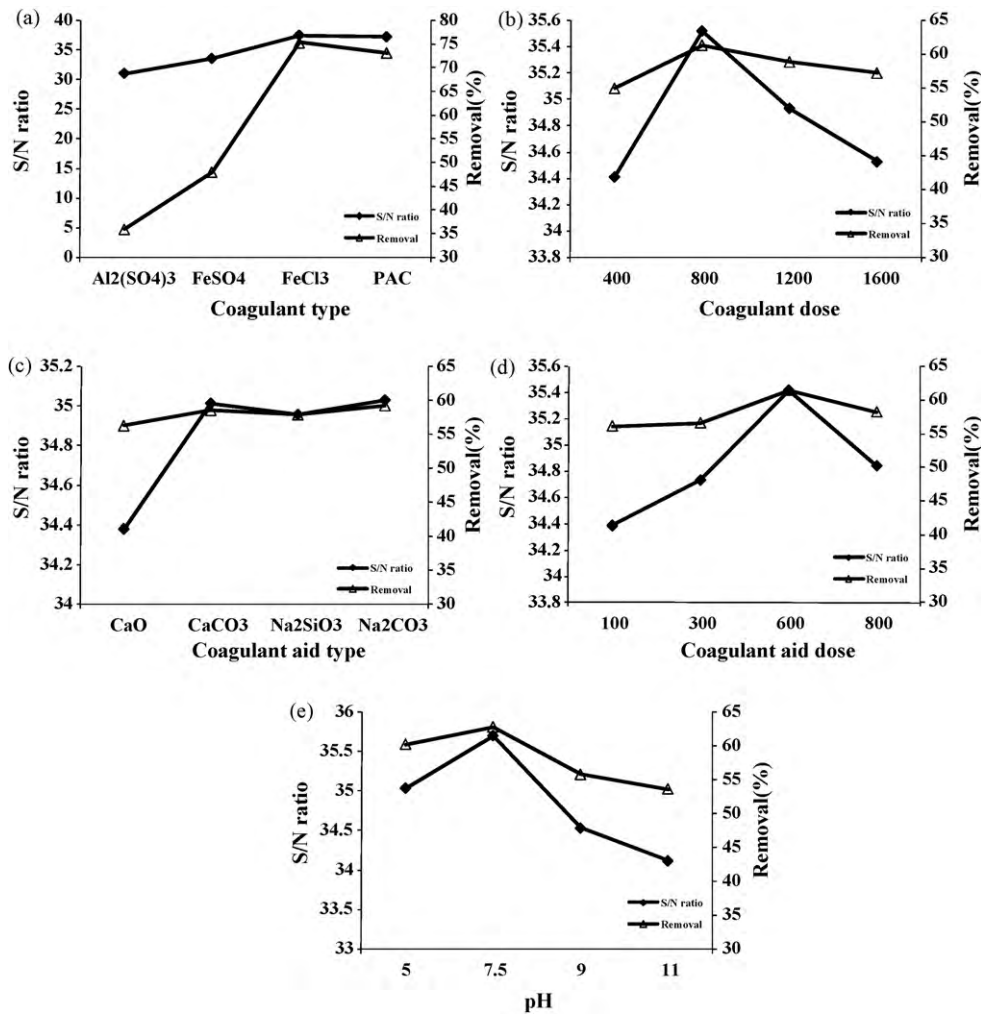 (a)
40
35
30
25
20
15
10
5
0
S/N ratio
80
75
70
65
60
55
50
45
40
35
30
Removal(%)
S/N ratio
Removal
Al2(SO4)3 FeSO4 FeCl3 PAC
Coagulant type
(b)
35.6
35.4
35.2
35
34.8
34.6
34.4
34.2
34
33.8
S/N ratio
65
60
55
50
45
40
35
30
Removal(%)
S/N ratio
Removal
400 800 1200 1600
Coagulant dose
(c)
35.2
35
34.8
34.6
34.4
34.2
34
S/N ratio
65
60
55
50
45
40
35
30
Removal(%)
S/N ratio
Removal
CaO CaCO3 Na2SiO3 Na2CO3
Coagulant aid type
(d)
35.6
35.4
35.2
35
34.8
34.6
34.4
34.2
34
33.8
S/N ratio
65
60
55
50
45
40
35
30
Removal(%)
S/N ratio
Removal
100 300 600 800
Coagulant aid dose
(e)
36
35.5
35
34.5
34
33.5
33
S/N ratio
65
60
55
50
45
40
35
30
Removal(%)
S/N ratio
Removal
5 7.5 9 11
pH